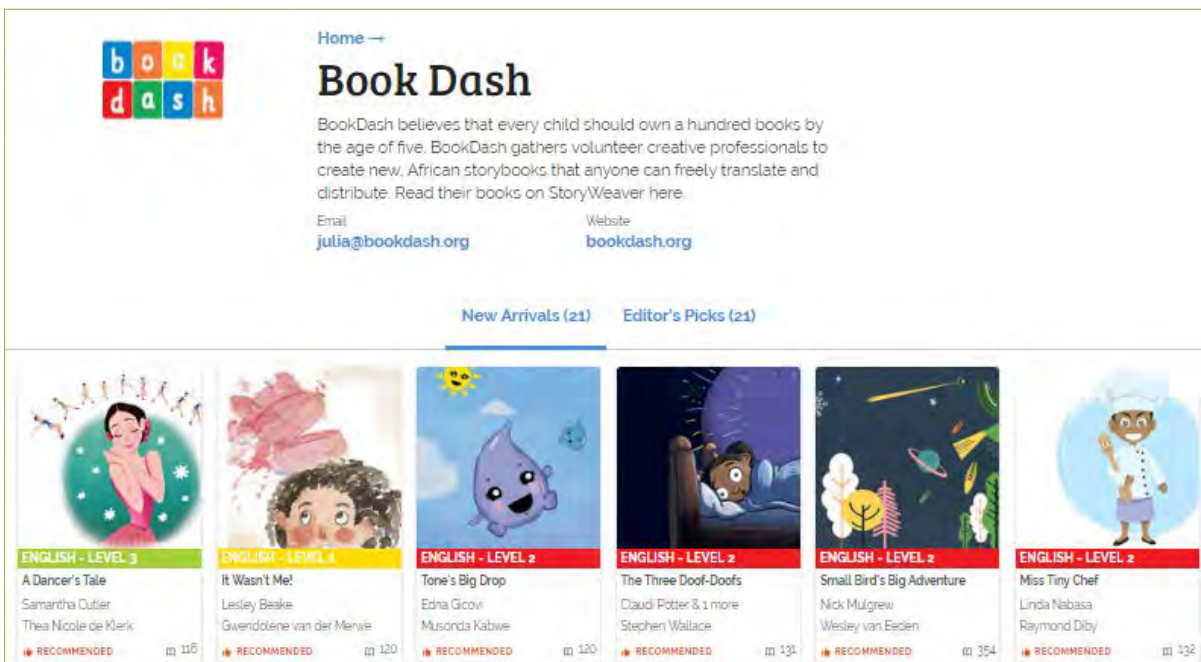 book
dash
Home →
Book Dash
BookDash believes that every child should own a hundred books by
the age of five. BookDash gathers volunteer creative professionals to
create new, African storybooks that anyone can freely translate and
distribute. Read their books on StoryWeaver here.
Email
Website
julia@bookdash.org
bookdash.org
New Arrivals (21)
Editor's Picks (21)
ENGLISH - LEVEL 3
A Dancer's Tale
Samantha Cutler
Thea Nicole de Klerk
RECOMMENDED
116
ENGLISH - LEVEL
It Wasn't Me!
Lesley Beake
Gwendolene van der Merwe
RECOMMENDED
120
ENGLISH - LEVEL 2
Tone's Big Drop
Edna Gicovi
Musonda Kabwe
RECOMMENDED
120
ENGLISH - LEVEL 2
The Three Doof-Doofs
Claudi Potter & 1 more
Stephen Wallace
RECOMMENDED
131
ENGLISH - LEVEL 2
Small Bird's Big Adventure
Nick Mulgrew
Wesley van Eeden
RECOMMENDED
354
ENGLISH - LEVEL 2
Miss Tiny Chef
Linda Nabasa
Raymond Diby
RECOMMENDED
132